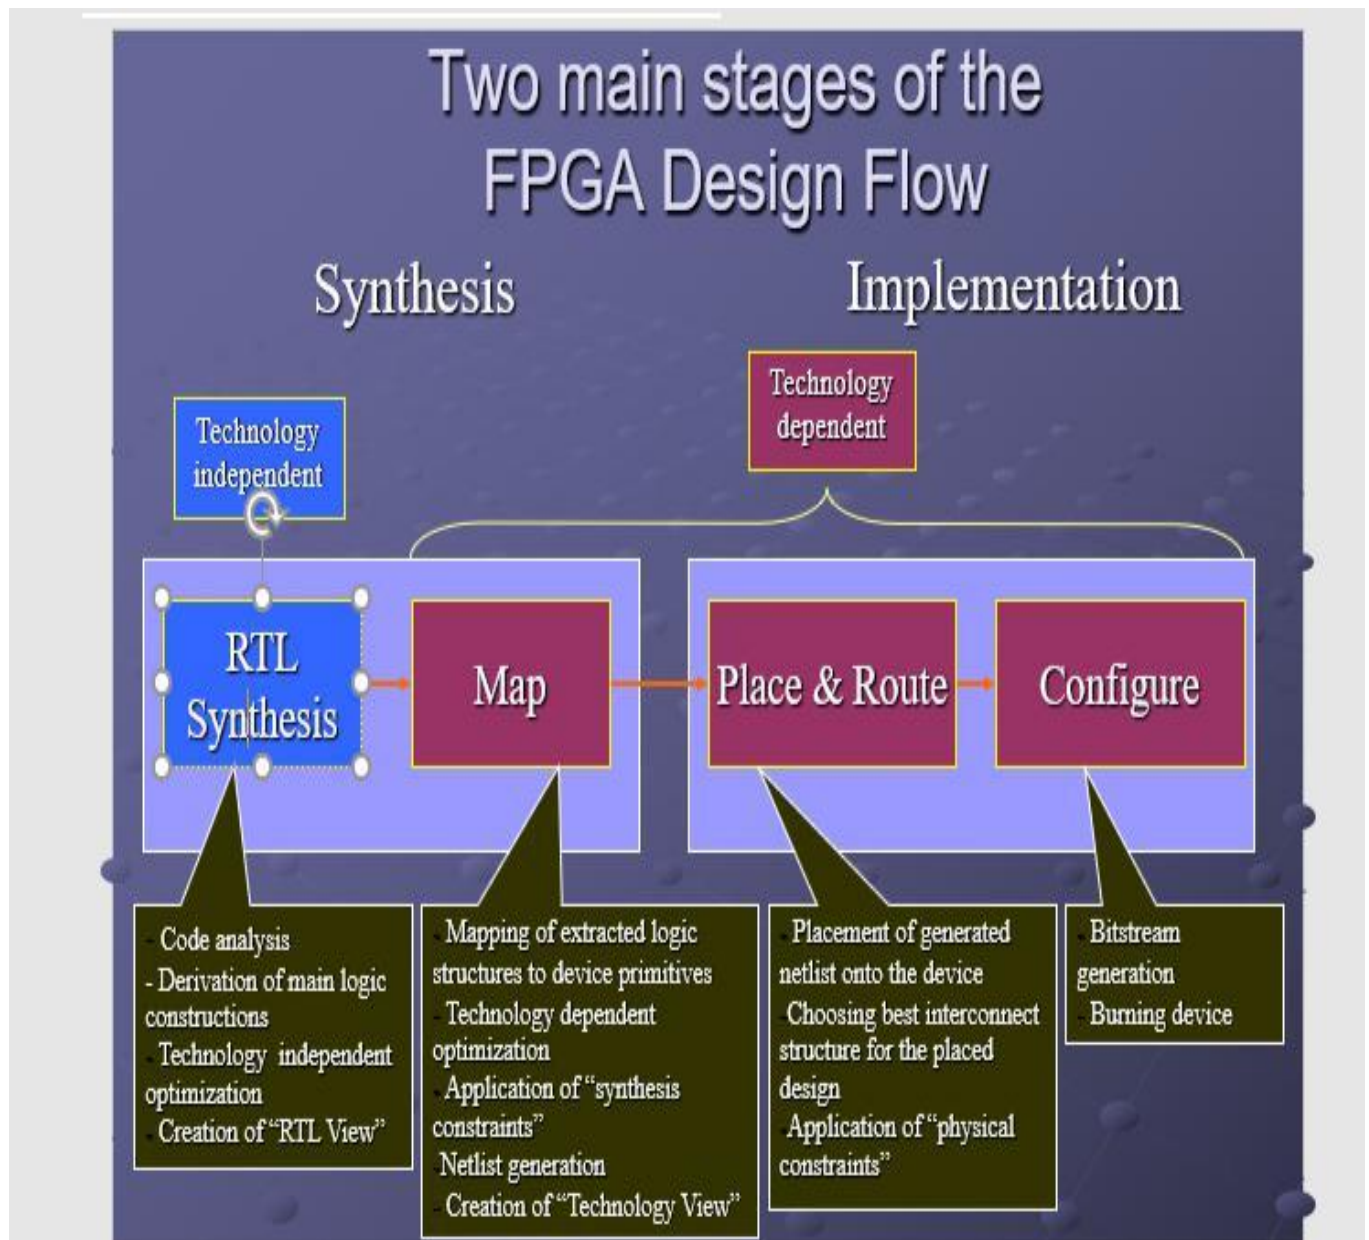 Two main stages of the
FPGA Design Flow
Synthesis
Implementation
Technology
independent
Technology
dependent
RTL
Synthesis
Map
Place & Route
Configure
- Code analysis
- Derivation of main logic
constructions
- Technology independent
optimization
- Creation of “RTL View”
- Mapping of extracted logic
structures to device primitives
- Technology dependent
optimization
- Application of “synthesis
constraints”
-Netlist generation
- Creation of “Technology View”
- Placement of generated
netlist onto the device
-Choosing best interconnect
structure for the placed
design
-Application of “physical
constraints”
- Bitstream
generation
- Burning device